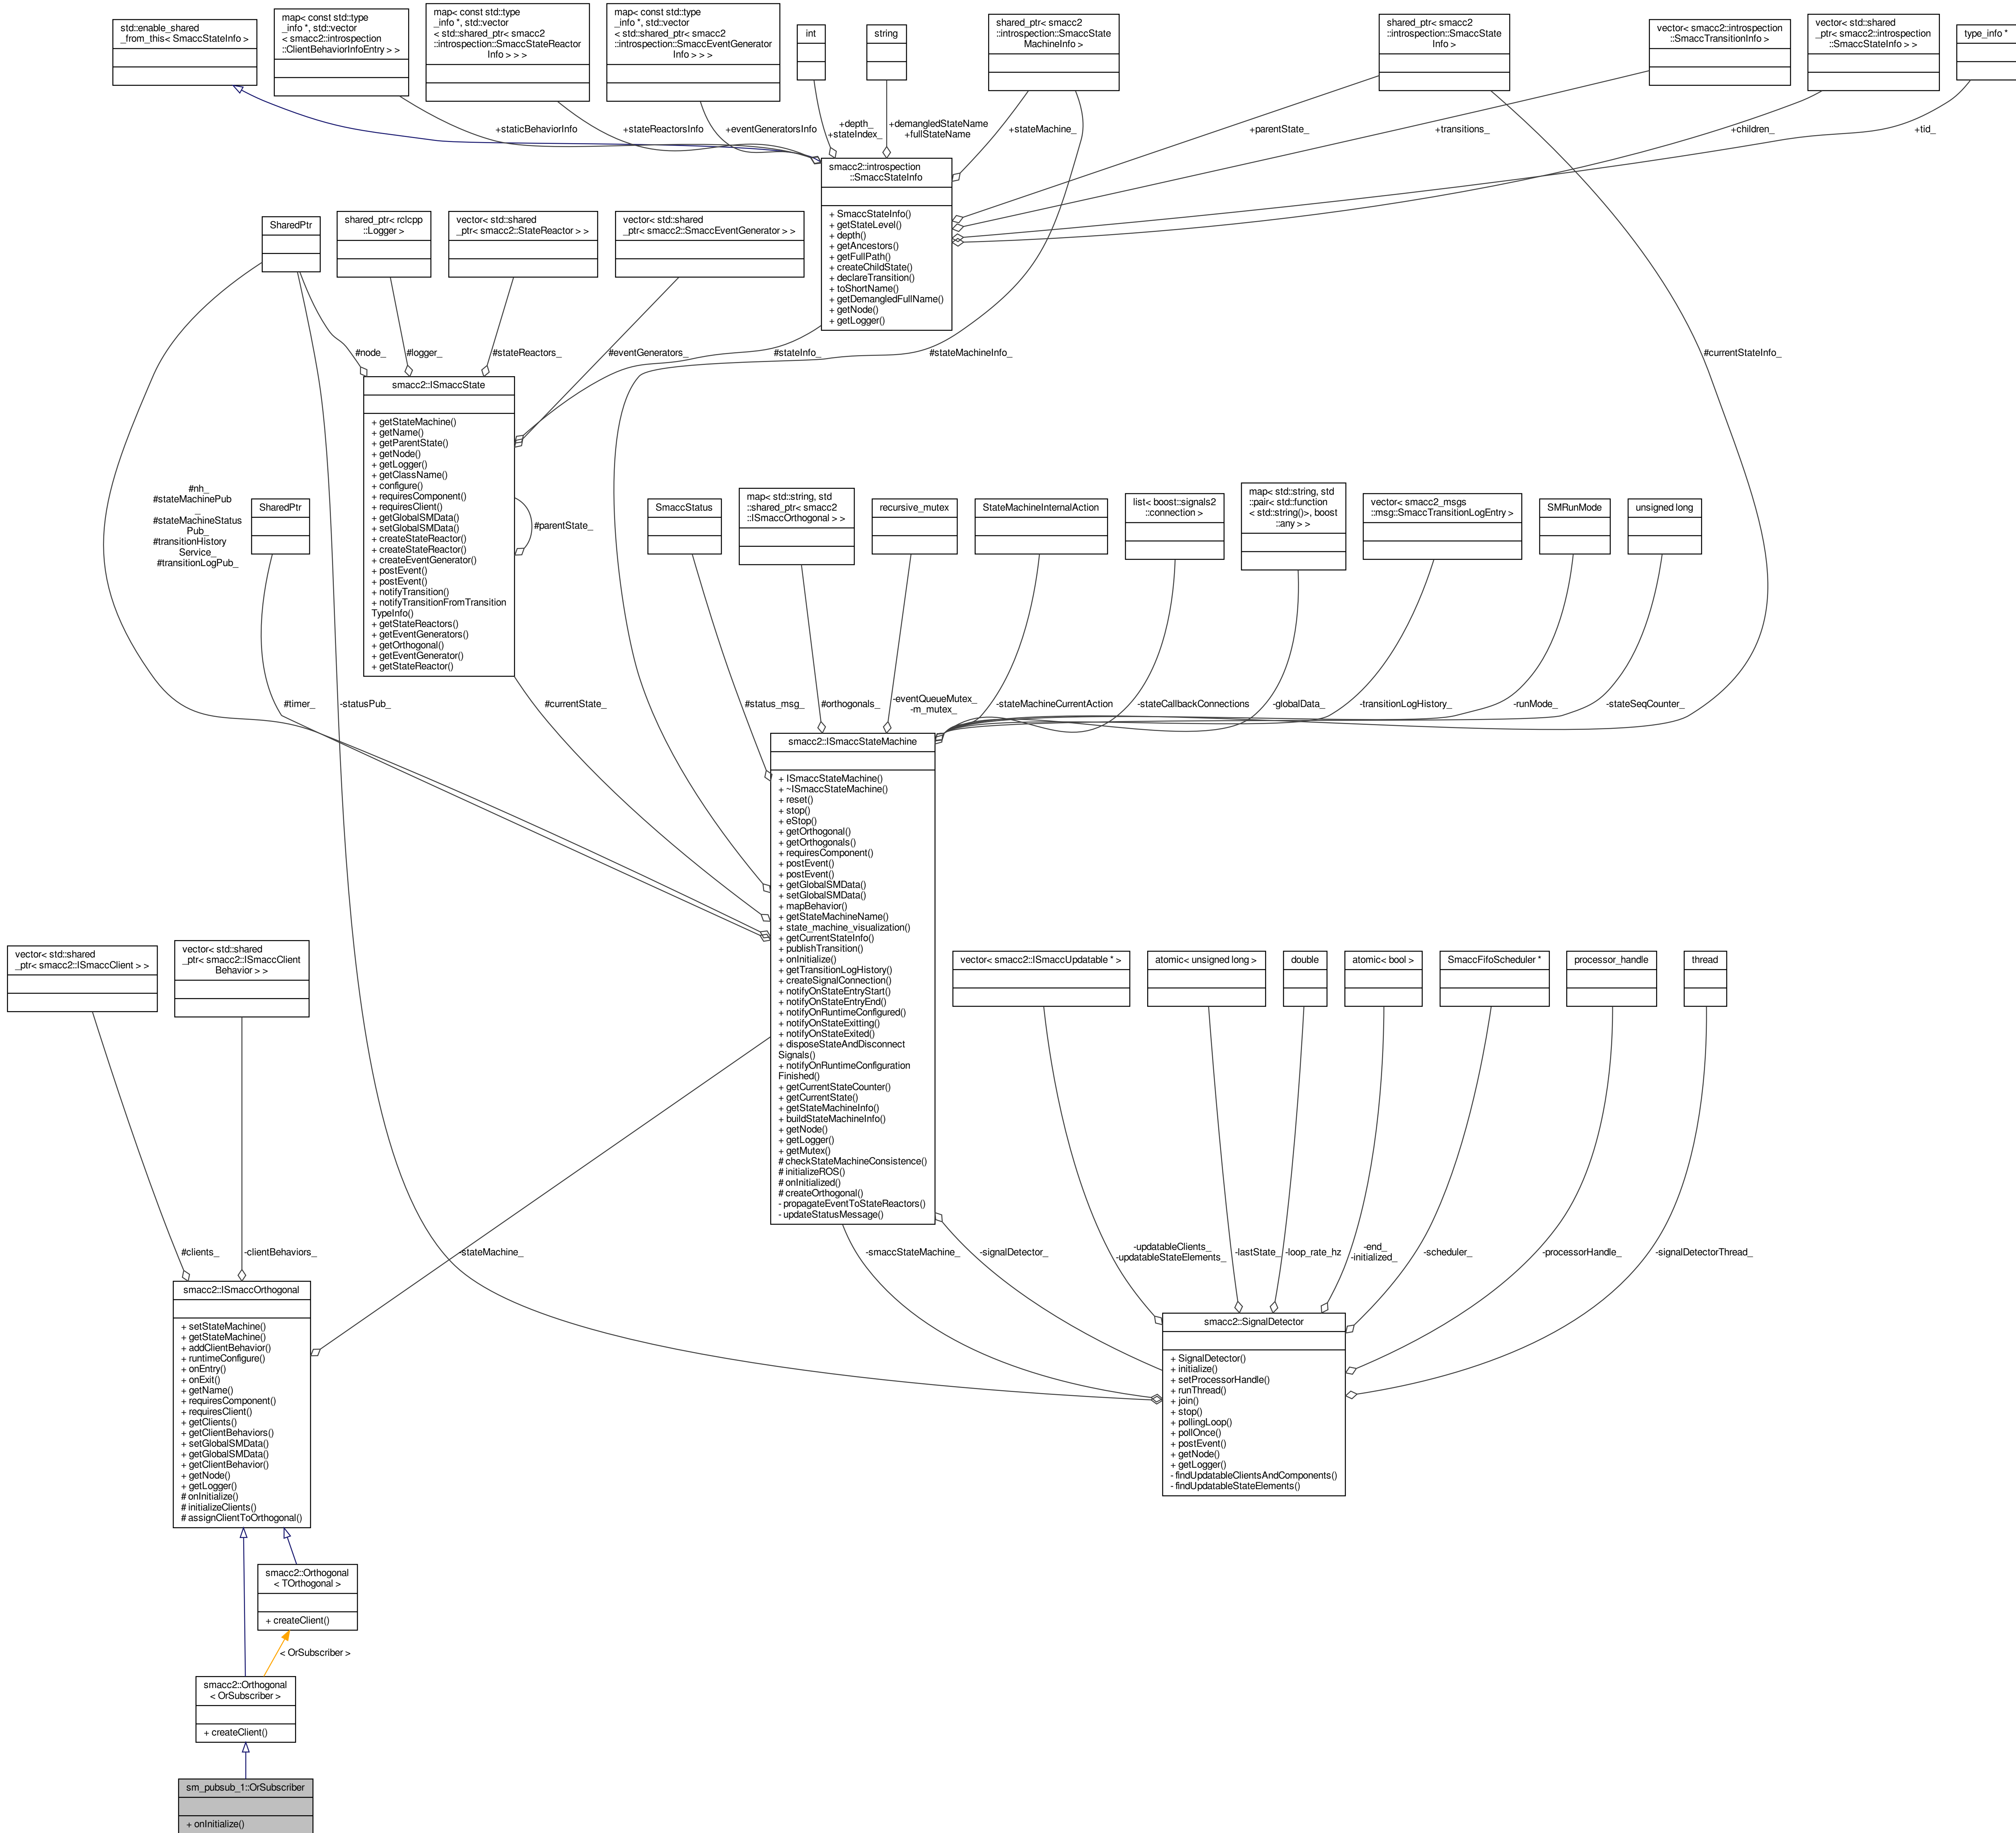 std::enable_shared
_from_this< SmaccStateInfo >
map< const std::type
_info *, std::vector
< smacc2::introspection
::ClientBehaviorInfoEntry > >
map< const std::type
_info *, std::vector
< std::shared_ptr< smacc2
::introspection::SmaccStateReactor
Info > > >
map< const std::type
_info *, std::vector
< std::shared_ptr< smacc2
::introspection::SmaccEventGenerator
Info > > >
int
string
shared_ptr< smacc2
::introspection::SmaccState
MachineInfo >
shared_ptr< smacc2
::introspection::SmaccState
Info >
vector< smacc2::introspection
::SmaccTransitionInfo >
vector< std::shared
_ptr< smacc2::introspection
::SmaccStateInfo > >
type_info *
+staticBehaviorInfo
+stateReactorsInfo
+eventGeneratorsInfo
+depth_
+stateIndex_
+demangledStateName
+fullStateName
+stateMachine_
+parentState_
+transitions_
+children_
+tid_
smacc2::introspection
::SmaccStateInfo
+ SmaccStateInfo()
+ getStateLevel()
+ depth()
+ getAncestors()
+ getFullPath()
+ createChildState()
+ declareTransition()
+ toShortName()
+ getDemangledFullName()
+ getNode()
+ getLogger()
SharedPtr
shared_ptr< rclcpp
::Logger >
vector< std::shared
_ptr< smacc2::StateReactor > >
vector< std::shared
_ptr< smacc2::SmaccEventGenerator > >
#node_
#logger_
#stateReactors_
#eventGenerators_
#stateInfo_
#stateMachineInfo_
#currentStateInfo_
smacc2::ISmaccState
+ getStateMachine()
+ getName()
+ getParentState()
+ getNode()
+ getLogger()
+ getClassName()
+ configure()
+ requiresComponent()
+ requiresClient()
+ getGlobalSMData()
+ setGlobalSMData()
+ createStateReactor()
+ createStateReactor()
+ createEventGenerator()
+ postEvent()
+ postEvent()
+ notifyTransition()
+ notifyTransitionFromTransition
TypeInfo()
+ getStateReactors()
+ getEventGenerators()
+ getOrthogonal()
+ getEventGenerator()
+ getStateReactor()
#parentState_
#nh_
#stateMachinePub
_
#stateMachineStatus
Pub_
#transitionHistory
Service_
#transitionLogPub_
SharedPtr
SmaccStatus
map< std::string, std
::shared_ptr< smacc2
::ISmaccOrthogonal > >
recursive_mutex
StateMachineInternalAction
list< boost::signals2
::connection >
map< std::string, std
::pair< std::function
< std::string()>, boost
::any > >
vector< smacc2_msgs
::msg::SmaccTransitionLogEntry >
SMRunMode
unsigned long
#timer_
-statusPub_
#currentState_
#status_msg_
#orthogonals_
-eventQueueMutex_
-m_mutex_
-stateMachineCurrentAction
-stateCallbackConnections
-globalData_
-transitionLogHistory_
-runMode_
-stateSeqCounter_
smacc2::ISmaccStateMachine
+ ISmaccStateMachine()
+ ~ISmaccStateMachine()
+ reset()
+ stop()
+ eStop()
+ getOrthogonal()
+ getOrthogonals()
+ requiresComponent()
+ postEvent()
+ postEvent()
+ getGlobalSMData()
+ setGlobalSMData()
+ mapBehavior()
+ getStateMachineName()
+ state_machine_visualization()
+ getCurrentStateInfo()
+ publishTransition()
+ onInitialize()
+ getTransitionLogHistory()
+ createSignalConnection()
+ notifyOnStateEntryStart()
+ notifyOnStateEntryEnd()
+ notifyOnRuntimeConfigured()
+ notifyOnStateExitting()
+ notifyOnStateExited()
+ disposeStateAndDisconnect
Signals()
+ notifyOnRuntimeConfiguration
Finished()
+ getCurrentStateCounter()
+ getCurrentState()
+ getStateMachineInfo()
+ buildStateMachineInfo()
+ getNode()
+ getLogger()
+ getMutex()
# checkStateMachineConsistence()
# initializeROS()
# onInitialized()
# createOrthogonal()
- propagateEventToStateReactors()
- updateStatusMessage()
vector< std::shared
_ptr< smacc2::ISmaccClient > >
vector< std::shared
_ptr< smacc2::ISmaccClient
Behavior > >
vector< smacc2::ISmaccUpdatable * >
atomic< unsigned long >
double
atomic< bool >
SmaccFifoScheduler *
processor_handle
thread
#clients_
-clientBehaviors_
-stateMachine_
-smaccStateMachine_
-signalDetector_
-updatableClients_
-updatableStateElements_
-lastState_
-loop_rate_hz
-end_
-initialized_
-scheduler_
-processorHandle_
-signalDetectorThread_
smacc2::ISmaccOrthogonal
+ setStateMachine()
+ getStateMachine()
+ addClientBehavior()
+ runtimeConfigure()
+ onEntry()
+ onExit()
+ getName()
+ requiresComponent()
+ requiresClient()
+ getClients()
+ getClientBehaviors()
+ setGlobalSMData()
+ getGlobalSMData()
+ getClientBehavior()
+ getNode()
+ getLogger()
# onInitialize()
# initializeClients()
# assignClientToOrthogonal()
smacc2::SignalDetector
+ SignalDetector()
+ initialize()
+ setProcessorHandle()
+ runThread()
+ join()
+ stop()
+ pollingLoop()
+ pollOnce()
+ postEvent()
+ getNode()
+ getLogger()
- findUpdatableClientsAndComponents()
- findUpdatableStateElements()
smacc2::Orthogonal
< TOrthogonal >
+ createClient()
< OrSubscriber >
smacc2::Orthogonal
< OrSubscriber >
+ createClient()
sm_pubsub_1::OrSubscriber
+ onInitialize()